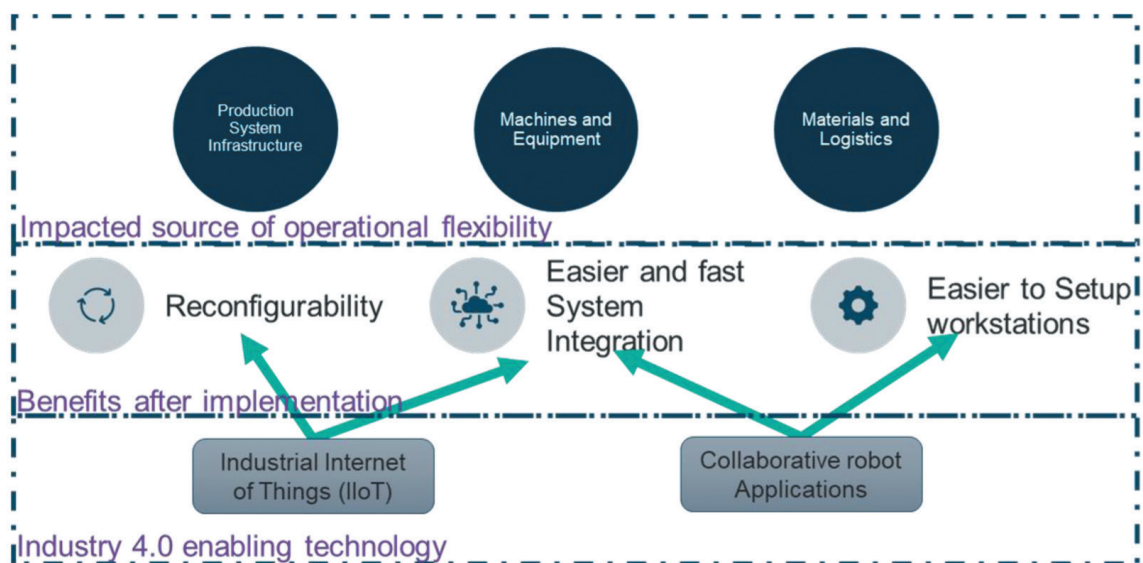 Production
System
Infrastructure
Machines and
Equipment
Materials and
Logistics
Impacted source of operational flexibility
Reconfigurability
Easier and fast
System
Integration
Easier to Setup
workstations
Benefits after implementation
Industrial Internet
of Things (IIoT)
Collaborative robot
Applications
Industry 4.0 enabling technology